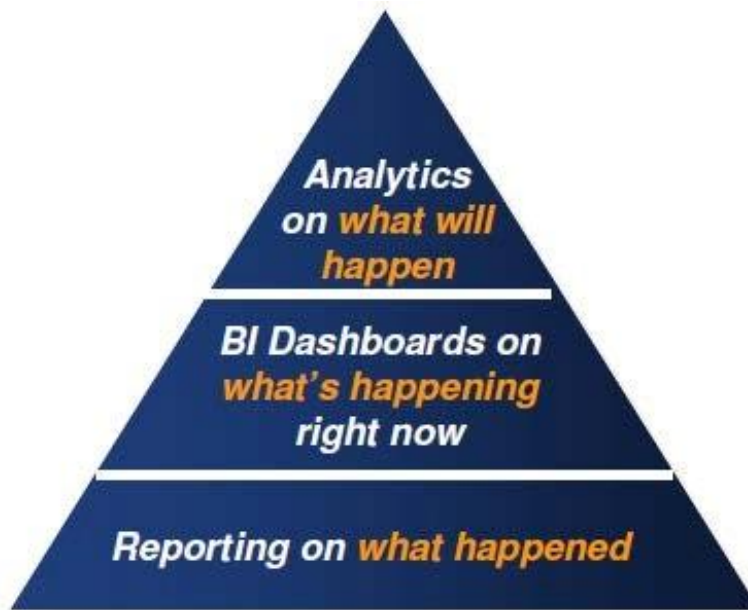 Analytics
on what will
happen
BI Dashboards on
what's happening
right now
Reporting on what happened